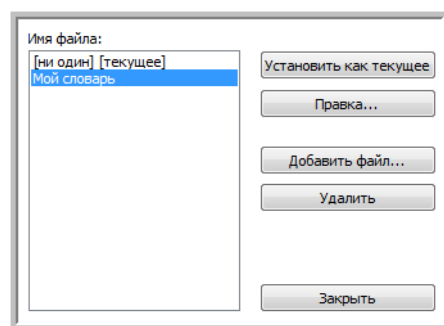 Имя файла:
[ни один] [текущее]
Мой словарь
Установить как текущее
Правка...
Добавить файл...
Удалить
Закрыть